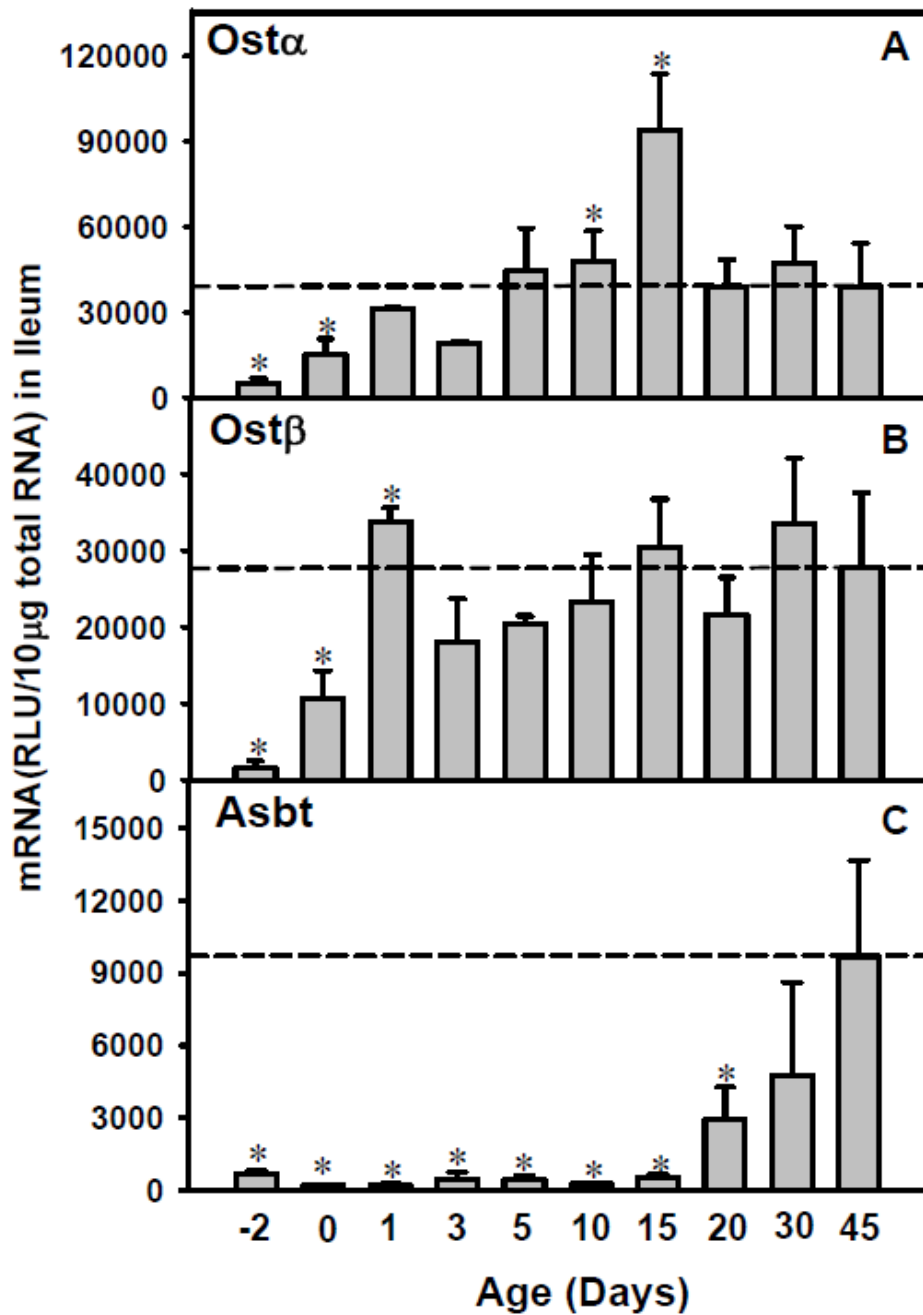 Ostα
A
*
120000
90000
*
60000
*
*
30000
0
Ostβ
B
40000
*
30000
20000
*
10000
*
0
Asbt
C
15000
12000
9000
6000
*
3000
* * * * * * *
0
-2 0 1 3 5 10 15 20 30 45
Age (Days)
mRNA(RLU/10μg total RNA) in Ileum